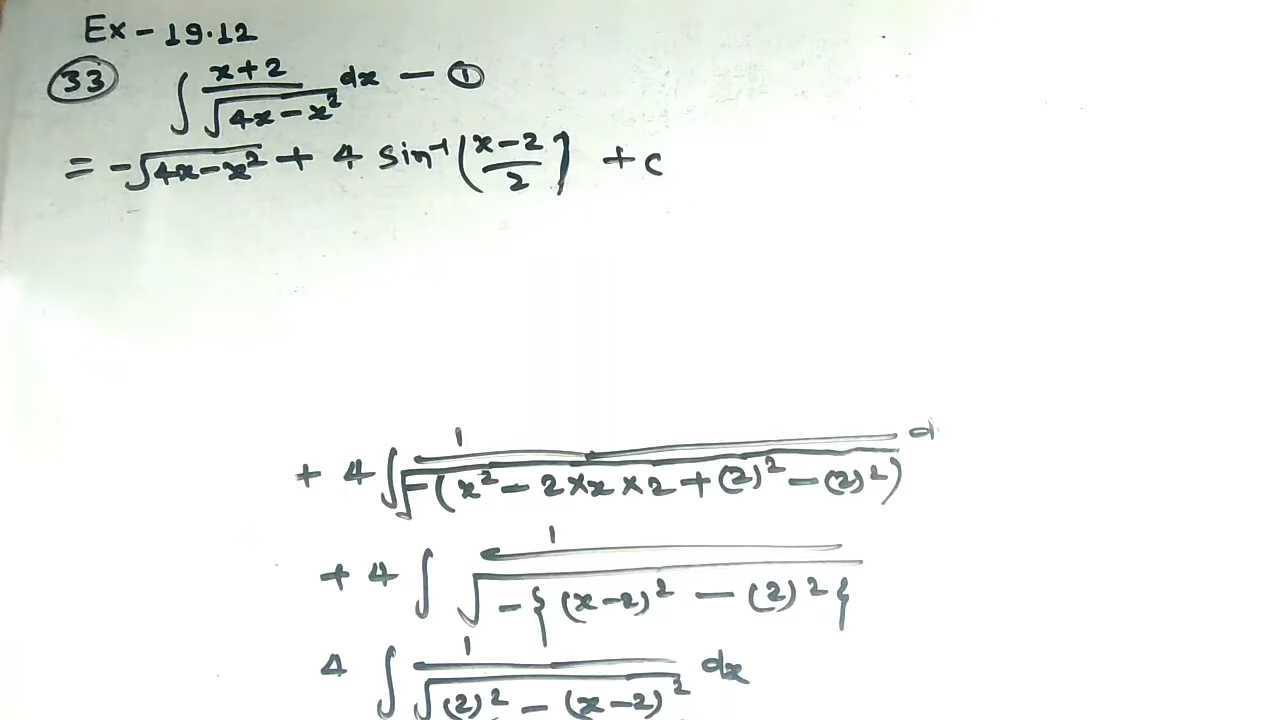 Ex - 19.12
(33) ∫ (x+2)/√(4x-x²) dx — ①
= -√(4x-x²) + 4 sin⁻¹((x-2)/2) + c
+ 4∫ 1/√(-(x² - 2×x×2 + (2)² - (2)²)) d
+ 4 ∫ 1/√(-{(x-2)² - (2)²})
4 ∫ 1/√((2)² - (x-2)²) dx